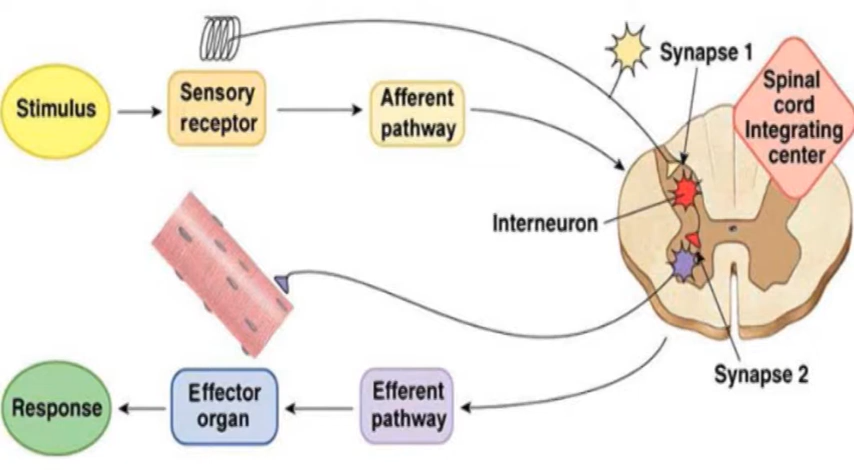 Stimulus
Sensory
receptor
Afferent
pathway
Synapse 1
Spinal
cord
Integrating
center
Interneuron
Synapse 2
Efferent
pathway
Effector
organ
Response